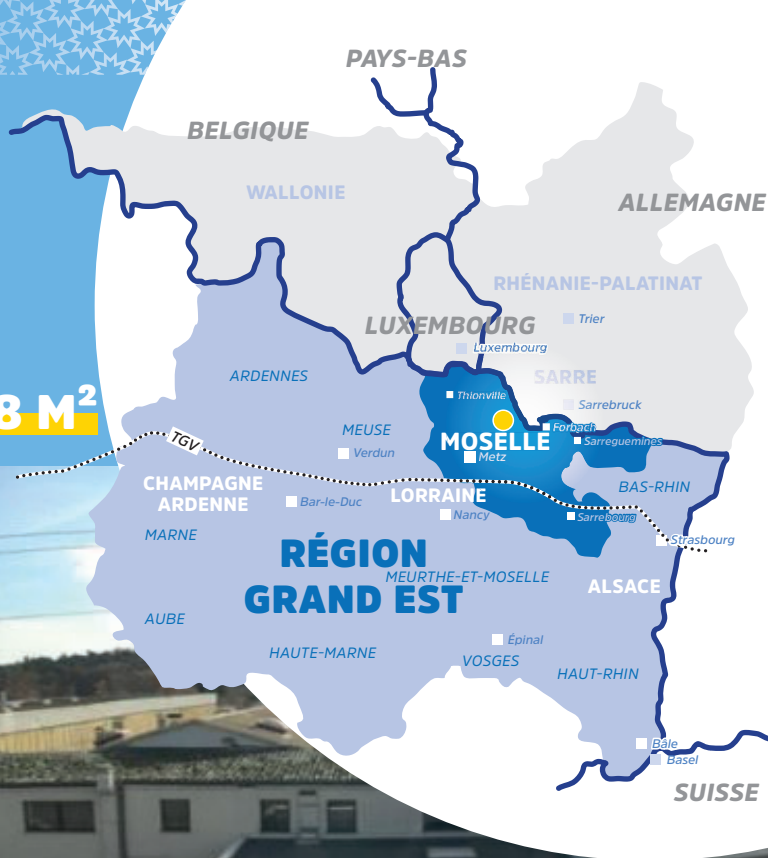 PAYS-BAS
BELGIQUE
WALLONIE
ALLEMAGNE
RHÉNANIE-PALATINAT
Trier
LUXEMBOURG
Luxembourg
ARDENNES
SARRE
Thionville
Sarrebruck
8 M²
MEUSE
Forbach
TGV
MOSELLE
Sarreguemines
Verdun
Metz
CHAMPAGNE
ARDENNE
LORRAINE
BAS-RHIN
Bar-le-Duc
Nancy
Sarrebourg
MARNE
Strasbourg
RÉGION
GRAND EST
MEURTHE-ET-MOSELLE
ALSACE
AUBE
Épinal
HAUTE-MARNE
VOSGES
HAUT-RHIN
Bâle
Basel
SUISSE